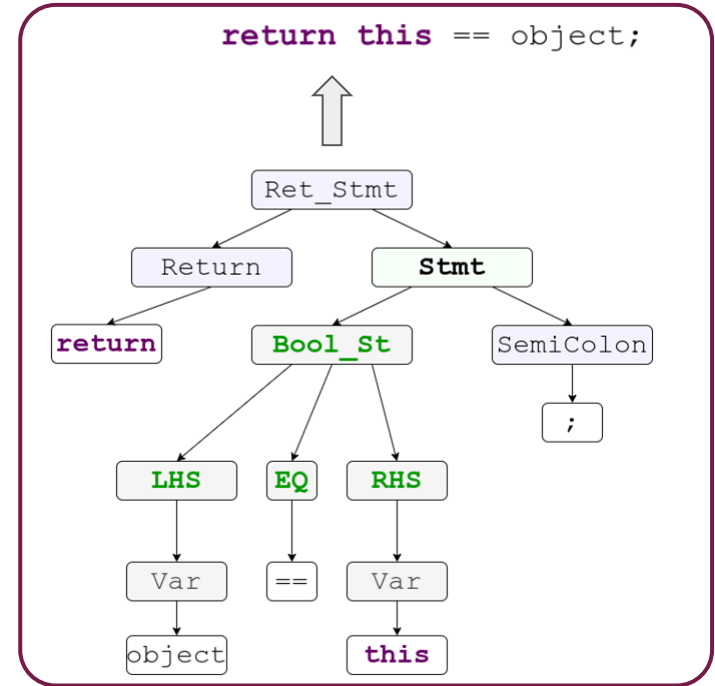 return this == object;
Ret_Stmt
Return Stmt
return Bool_St SemiColon
;
LHS EQ RHS
Var == Var
object this